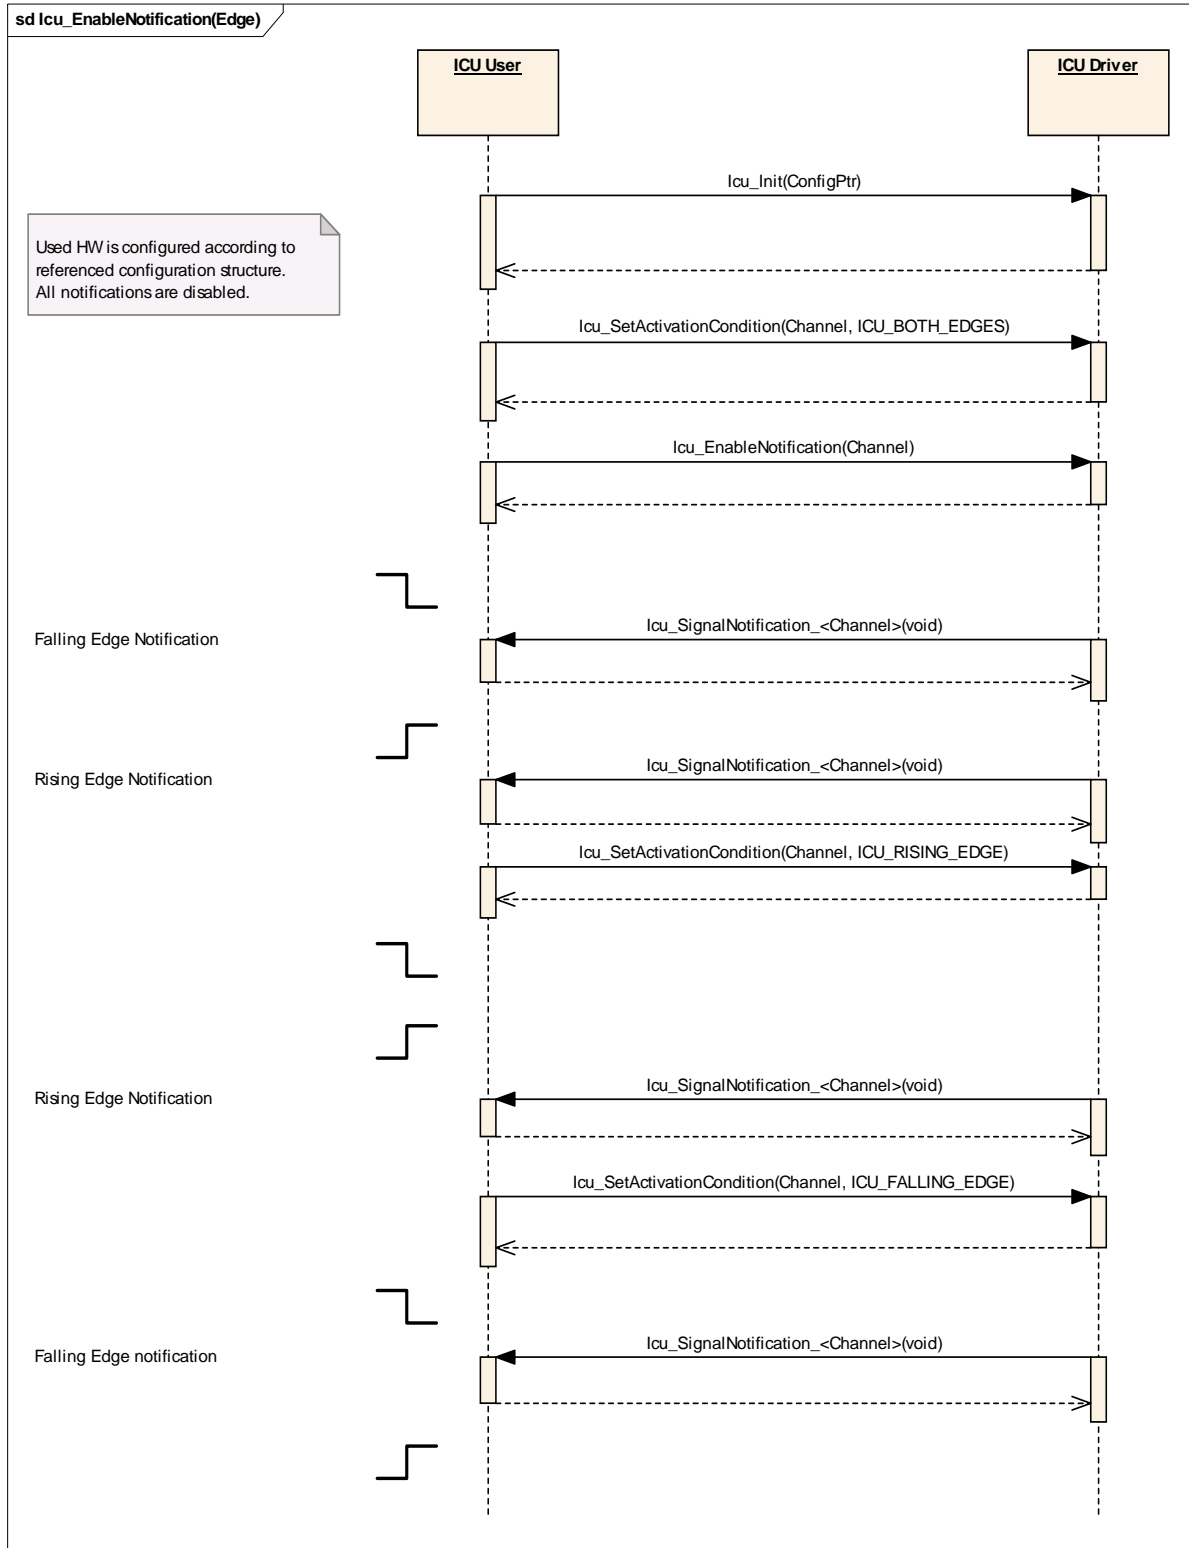 sd Icu_EnableNotification(Edge)
ICU User
ICU Driver
Icu_Init(ConfigPtr)
Used HW is configured according to
referenced configuration structure.
All notifications are disabled.
Icu_SetActivationCondition(Channel, ICU_BOTH_EDGES)
Icu_EnableNotification(Channel)
Icu_SignalNotification_<Channel>(void)
Falling Edge Notification
Icu_SignalNotification_<Channel>(void)
Rising Edge Notification
Icu_SetActivationCondition(Channel, ICU_RISING_EDGE)
Icu_SignalNotification_<Channel>(void)
Rising Edge Notification
Icu_SetActivationCondition(Channel, ICU_FALLING_EDGE)
Icu_SignalNotification_<Channel>(void)
Falling Edge notification